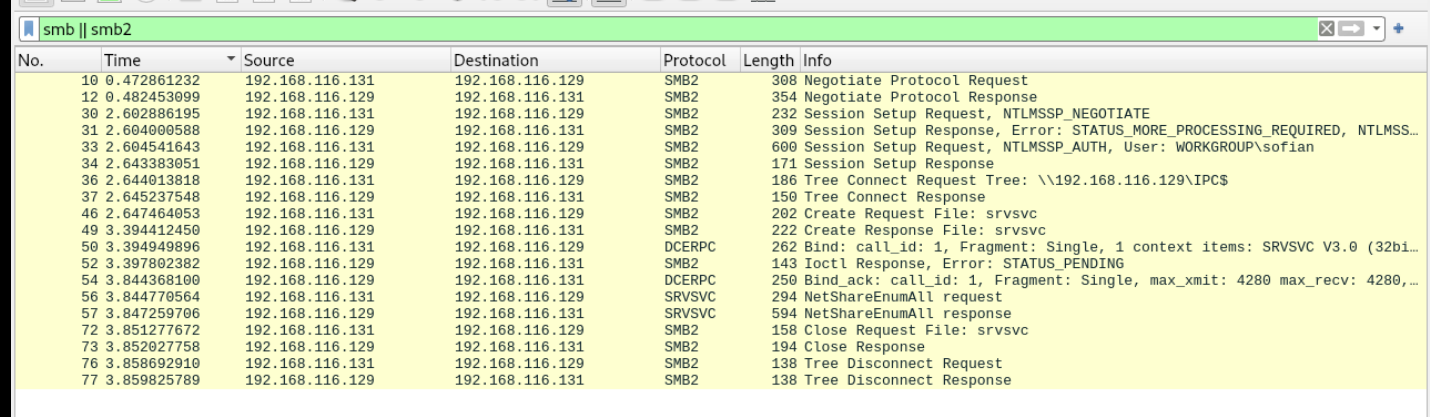 smb || smb2
No. Time Source Destination Protocol Length Info
10 0.472861232 192.168.116.131 192.168.116.129 SMB2 308 Negotiate Protocol Request
12 0.482453099 192.168.116.129 192.168.116.131 SMB2 354 Negotiate Protocol Response
30 2.602886195 192.168.116.131 192.168.116.129 SMB2 232 Session Setup Request, NTLMSSP_NEGOTIATE
31 2.604000588 192.168.116.129 192.168.116.131 SMB2 309 Session Setup Response, Error: STATUS_MORE_PROCESSING_REQUIRED, NTLMSS…
33 2.604541643 192.168.116.131 192.168.116.129 SMB2 600 Session Setup Request, NTLMSSP_AUTH, User: WORKGROUP\sofian
34 2.643383051 192.168.116.129 192.168.116.131 SMB2 171 Session Setup Response
36 2.644013818 192.168.116.131 192.168.116.129 SMB2 186 Tree Connect Request Tree: \\192.168.116.129\IPC$
37 2.645237548 192.168.116.129 192.168.116.131 SMB2 150 Tree Connect Response
46 2.647464053 192.168.116.131 192.168.116.129 SMB2 202 Create Request File: srvsvc
49 3.394412450 192.168.116.129 192.168.116.131 SMB2 222 Create Response File: srvsvc
50 3.394949896 192.168.116.131 192.168.116.129 DCERPC 262 Bind: call_id: 1, Fragment: Single, 1 context items: SRVSVC V3.0 (32bi…
52 3.397802382 192.168.116.129 192.168.116.131 SMB2 143 Ioctl Response, Error: STATUS_PENDING
54 3.844368100 192.168.116.129 192.168.116.131 DCERPC 250 Bind_ack: call_id: 1, Fragment: Single, max_xmit: 4280 max_recv: 4280,…
56 3.844770564 192.168.116.131 192.168.116.129 SRVSVC 294 NetShareEnumAll request
57 3.847259706 192.168.116.129 192.168.116.131 SRVSVC 594 NetShareEnumAll response
72 3.851277672 192.168.116.131 192.168.116.129 SMB2 158 Close Request File: srvsvc
73 3.852027758 192.168.116.129 192.168.116.131 SMB2 194 Close Response
76 3.858692910 192.168.116.131 192.168.116.129 SMB2 138 Tree Disconnect Request
77 3.859825789 192.168.116.129 192.168.116.131 SMB2 138 Tree Disconnect Response